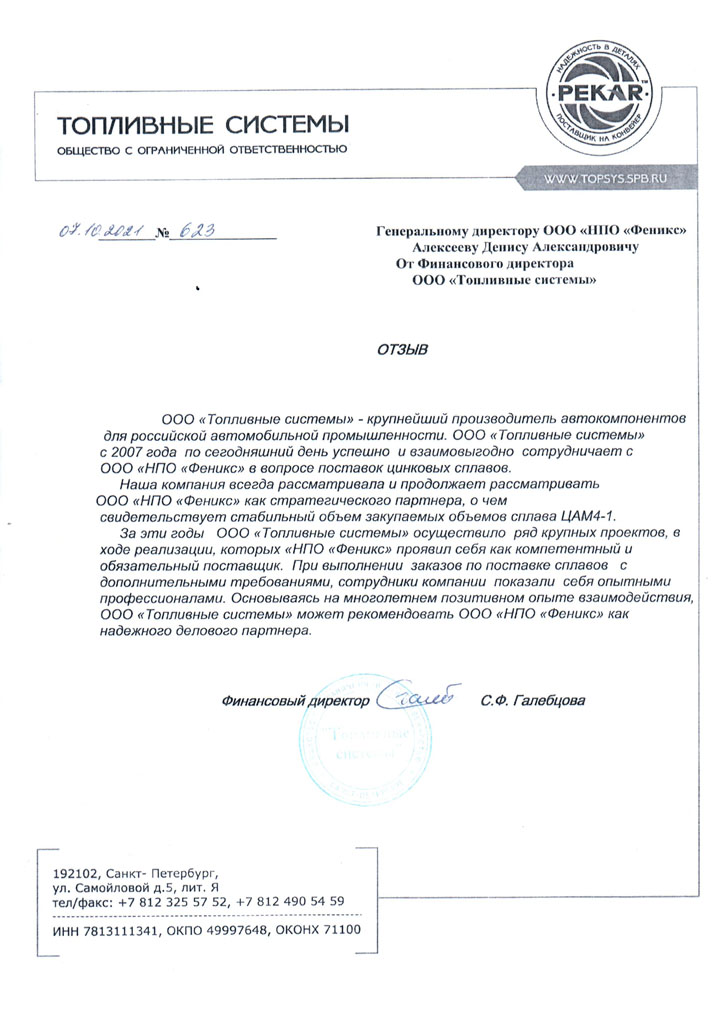 НАДЕЖНОСТЬ В ДЕТАЛЯХ
PEKAR™
ПОСТАВЩИК НА КОНВЕЙЕР
ТОПЛИВНЫЕ СИСТЕМЫ
ОБЩЕСТВО С ОГРАНИЧЕННОЙ ОТВЕТСТВЕННОСТЬЮ
WWW.TOPSYS.SPB.RU
07.10.2021 № 623
Генеральному директору ООО «НПО «Феникс»
Алексееву Денису Александровичу
От Финансового директора
ООО «Топливные системы»
ОТЗЫВ
ООО «Топливные системы» - крупнейший производитель автокомпонентов
для российской автомобильной промышленности. ООО «Топливные системы»
с 2007 года по сегодняшний день успешно и взаимовыгодно сотрудничает с
ООО «НПО «Феникс» в вопросе поставок цинковых сплавов.
Наша компания всегда рассматривала и продолжает рассматривать
ООО «НПО «Феникс» как стратегического партнера, о чем
свидетельствует стабильный объем закупаемых объемов сплава ЦАМ4-1.
За эти годы ООО «Топливные системы» осуществило ряд крупных проектов, в
ходе реализации, которых «НПО «Феникс» проявил себя как компетентный и
обязательный поставщик. При выполнении заказов по поставке сплавов с
дополнительными требованиями, сотрудники компании показали себя опытными
профессионалами. Основываясь на многолетнем позитивном опыте взаимодействия,
ООО «Топливные системы» может рекомендовать ООО «НПО «Феникс» как
надежного делового партнера.
Финансовый директор С.Ф. Галебцова
"Топливные
системы"
192102, Санкт- Петербург,
ул. Самойловой д.5, лит. Я
тел/факс: +7 812 325 57 52, +7 812 490 54 59
ИНН 7813111341, ОКПО 49997648, ОКОНХ 71100